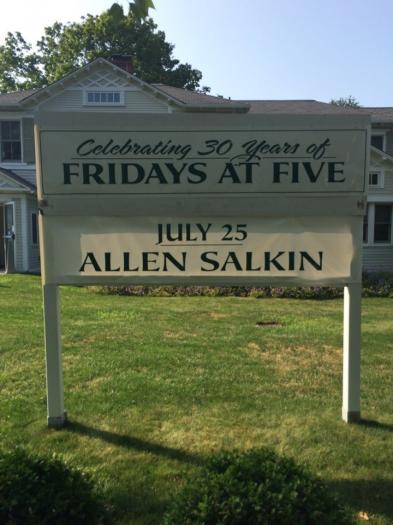 Celebrating 30 Years of
FRIDAYS AT FIVE
JULY 25
ALLEN SALKIN